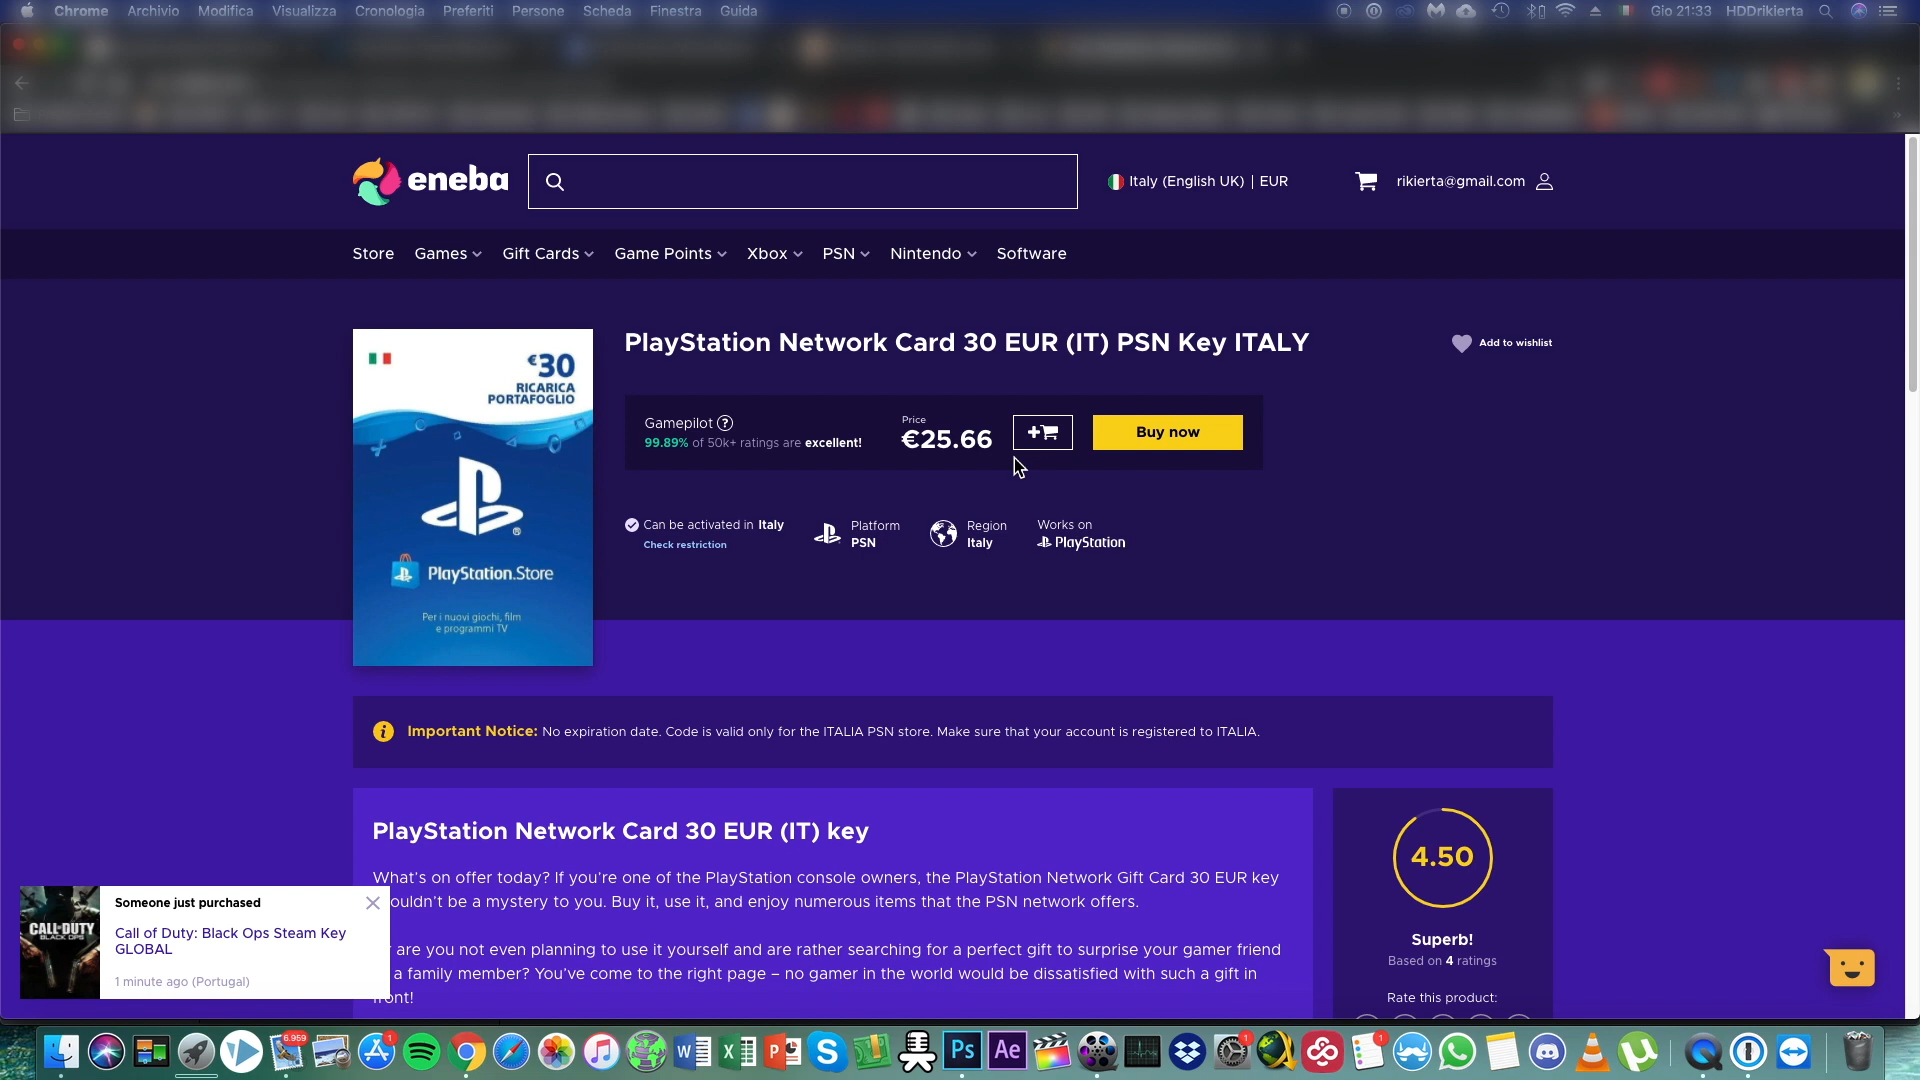 Chrome Archivio Modifica Visualizza Cronologia Preferiti Persone Scheda Finestra Guida Gio 21:33 HDDrikierta
eneba Italy (English UK) | EUR rikierta@gmail.com
Store Games Gift Cards Game Points Xbox PSN Nintendo Software
PlayStation Network Card 30 EUR (IT) PSN Key ITALY
Add to wishlist
€30
RICARICA
PORTAFOGLIO
PlayStation.Store
Per i nuovi giochi, film
e programmi TV
Gamepilot ?
99.89% of 50k+ ratings are excellent!
Price
€25.66
+
Buy now
Can be activated in Italy
Check restriction
Platform
PSN
Region
Italy
Works on
PlayStation
Important Notice: No expiration date. Code is valid only for the ITALIA PSN store. Make sure that your account is registered to ITALIA.
PlayStation Network Card 30 EUR (IT) key
What's on offer today? If you're one of the PlayStation console owners, the PlayStation Network Gift Card 30 EUR key
ouldn't be a mystery to you. Buy it, use it, and enjoy numerous items that the PSN network offers.
are you not even planning to use it yourself and are rather searching for a perfect gift to surprise your gamer friend
a family member? You've come to the right page – no gamer in the world would be dissatisfied with such a gift in
front!
4.50
Superb!
Based on 4 ratings
Rate this product:
CALL OF DUTY
BLACK OPS
Someone just purchased
Call of Duty: Black Ops Steam Key
GLOBAL
1 minute ago (Portugal)
6.959 1 W X P S Ps Ae 1 1